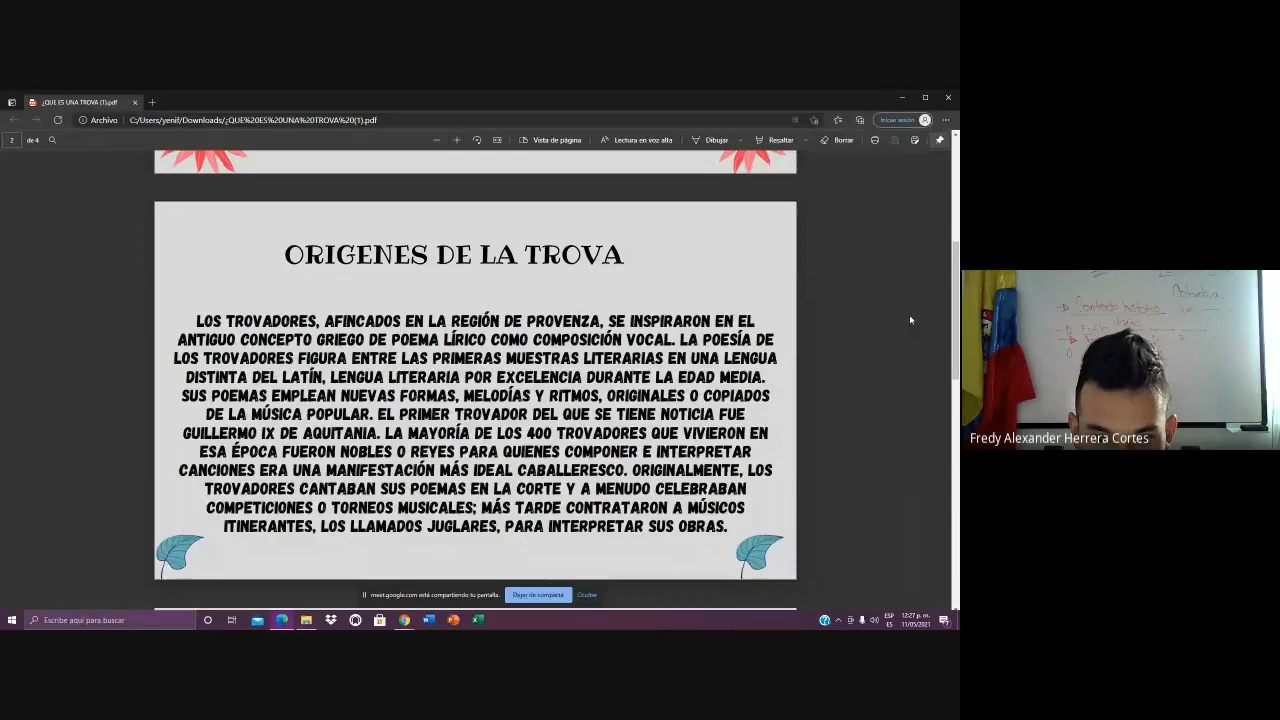 ¿QUE ES UNA TROVA (1).pdf
Archivo
C:/Users/yenif/Downloads/¿QUE%20ES%20UNA%20TROVA%20(1).pdf
Iniciar sesión
2 de 4
Vista de página
Lectura en voz alta
Dibujar
Resaltar
Borrar
ORIGENES DE LA TROVA
LOS TROVADORES, AFINCADOS EN LA REGIÓN DE PROVENZA, SE INSPIRARON EN EL
ANTIGUO CONCEPTO GRIEGO DE POEMA LÍRICO COMO COMPOSICIÓN VOCAL. LA POESÍA DE
LOS TROVADORES FIGURA ENTRE LAS PRIMERAS MUESTRAS LITERARIAS EN UNA LENGUA
DISTINTA DEL LATÍN, LENGUA LITERARIA POR EXCELENCIA DURANTE LA EDAD MEDIA.
SUS POEMAS EMPLEAN NUEVAS FORMAS, MELODÍAS Y RITMOS, ORIGINALES O COPIADOS
DE LA MÚSICA POPULAR. EL PRIMER TROVADOR DEL QUE SE TIENE NOTICIA FUE
GUILLERMO IX DE AQUITANIA. LA MAYORÍA DE LOS 400 TROVADORES QUE VIVIERON EN
ESA ÉPOCA FUERON NOBLES O REYES PARA QUIENES COMPONER E INTERPRETAR
CANCIONES ERA UNA MANIFESTACIÓN MÁS IDEAL CABALLERESCO. ORIGINALMENTE, LOS
TROVADORES CANTABAN SUS POEMAS EN LA CORTE Y A MENUDO CELEBRABAN
COMPETICIONES O TORNEOS MUSICALES; MÁS TARDE CONTRATARON A MÚSICOS
ITINERANTES, LOS LLAMADOS JUGLARES, PARA INTERPRETAR SUS OBRAS.
meet.google.com está compartiendo tu pantalla.
Dejar de compartir
Ocultar
Escribe aquí para buscar
ESP
ES
12:27 p. m.
11/05/2021
Colombia
Contexto histórico
Fredy Alexander Herrera Cortes